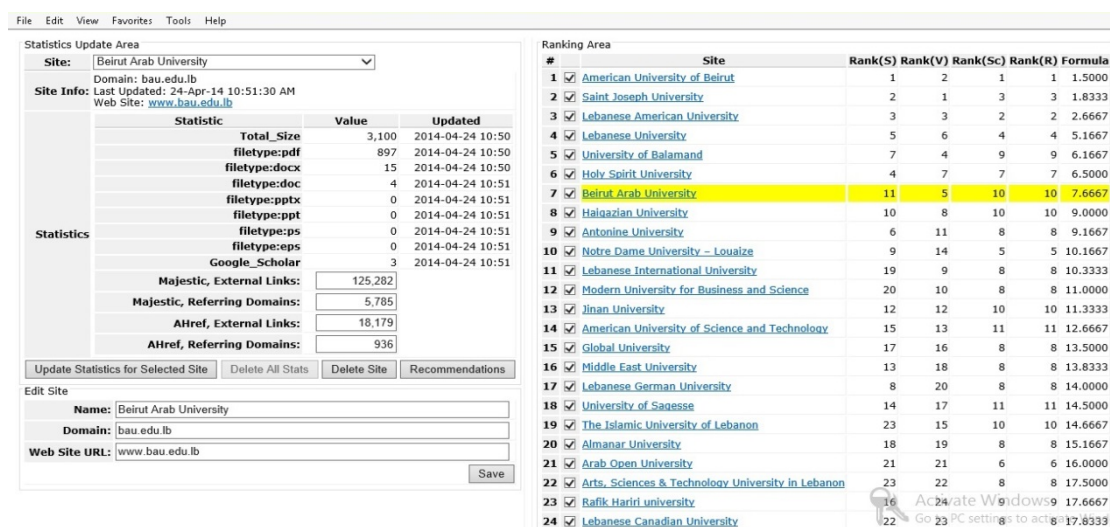 File Edit View Favorites Tools Help
Statistics Update Area
Site: Beirut Arab University
Site Info: Domain: bau.edu.lb
Last Updated: 24-Apr-14 10:51:30 AM
Web Site: www.bau.edu.lb
Statistics
Statistic Value Updated
Total_Size 3,100 2014-04-24 10:50
filetype:pdf 897 2014-04-24 10:50
filetype:docx 15 2014-04-24 10:50
filetype:doc 4 2014-04-24 10:51
filetype:pptx 0 2014-04-24 10:51
filetype:ppt 0 2014-04-24 10:51
filetype:ps 0 2014-04-24 10:51
filetype:eps 0 2014-04-24 10:51
Google_Scholar 3 2014-04-24 10:51
Majestic, External Links: 125,282
Majestic, Referring Domains: 5,785
AHref, External Links: 18,179
AHref, Referring Domains: 936
Update Statistics for Selected Site Delete All Stats Delete Site Recommendations
Edit Site
Name: Beirut Arab University
Domain: bau.edu.lb
Web Site URL: www.bau.edu.lb
Save
Ranking Area
# Site Rank(S) Rank(V) Rank(Sc) Rank(R) Formula
1 American University of Beirut 1 2 1 1 1.5000
2 Saint Joseph University 2 1 3 3 1.8333
3 Lebanese American University 3 3 2 2 2.6667
4 Lebanese University 5 6 4 4 5.1667
5 University of Balamand 7 4 9 9 6.1667
6 Holy Spirit University 4 7 7 7 6.5000
7 Beirut Arab University 11 5 10 10 7.6667
8 Haigazian University 10 8 10 10 9.0000
9 Antonine University 6 11 8 8 9.1667
10 Notre Dame University – Louaize 9 14 5 5 10.1667
11 Lebanese International University 19 9 8 8 10.3333
12 Modern University for Business and Science 20 10 8 8 11.0000
13 Jinan University 12 12 10 10 11.3333
14 American University of Science and Technology 15 13 11 11 12.6667
15 Global University 17 16 8 8 13.5000
16 Middle East University 13 18 8 8 13.8333
17 Lebanese German University 8 20 8 8 14.0000
18 University of Sagesse 14 17 11 11 14.5000
19 The Islamic University of Lebanon 23 15 10 10 14.6667
20 Almanar University 18 19 8 8 15.1667
21 Arab Open University 21 21 6 6 16.0000
22 Arts, Sciences & Technology University in Lebanon 23 22 8 8 17.5000
23 Rafik Hariri university 16 24 9 9 17.6667
24 Lebanese Canadian University 22 23 8 8 17.8333
Activate Windows
Go to PC settings to activate